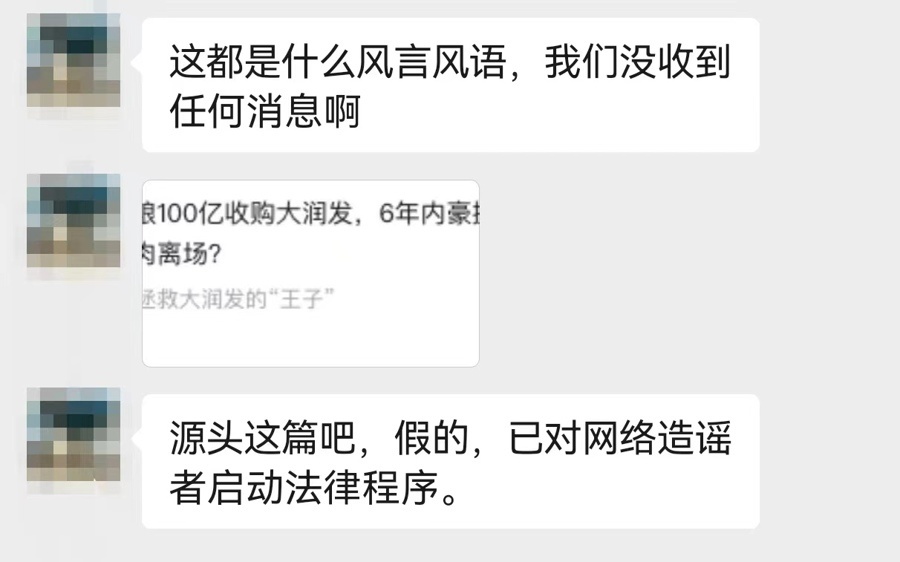 这都是什么风言风语，我们没收到
任何消息啊
100亿收购大润发，6年内豪
离场？
拯救大润发的“王子”
源头这篇吧，假的，已对网络造谣
者启动法律程序。